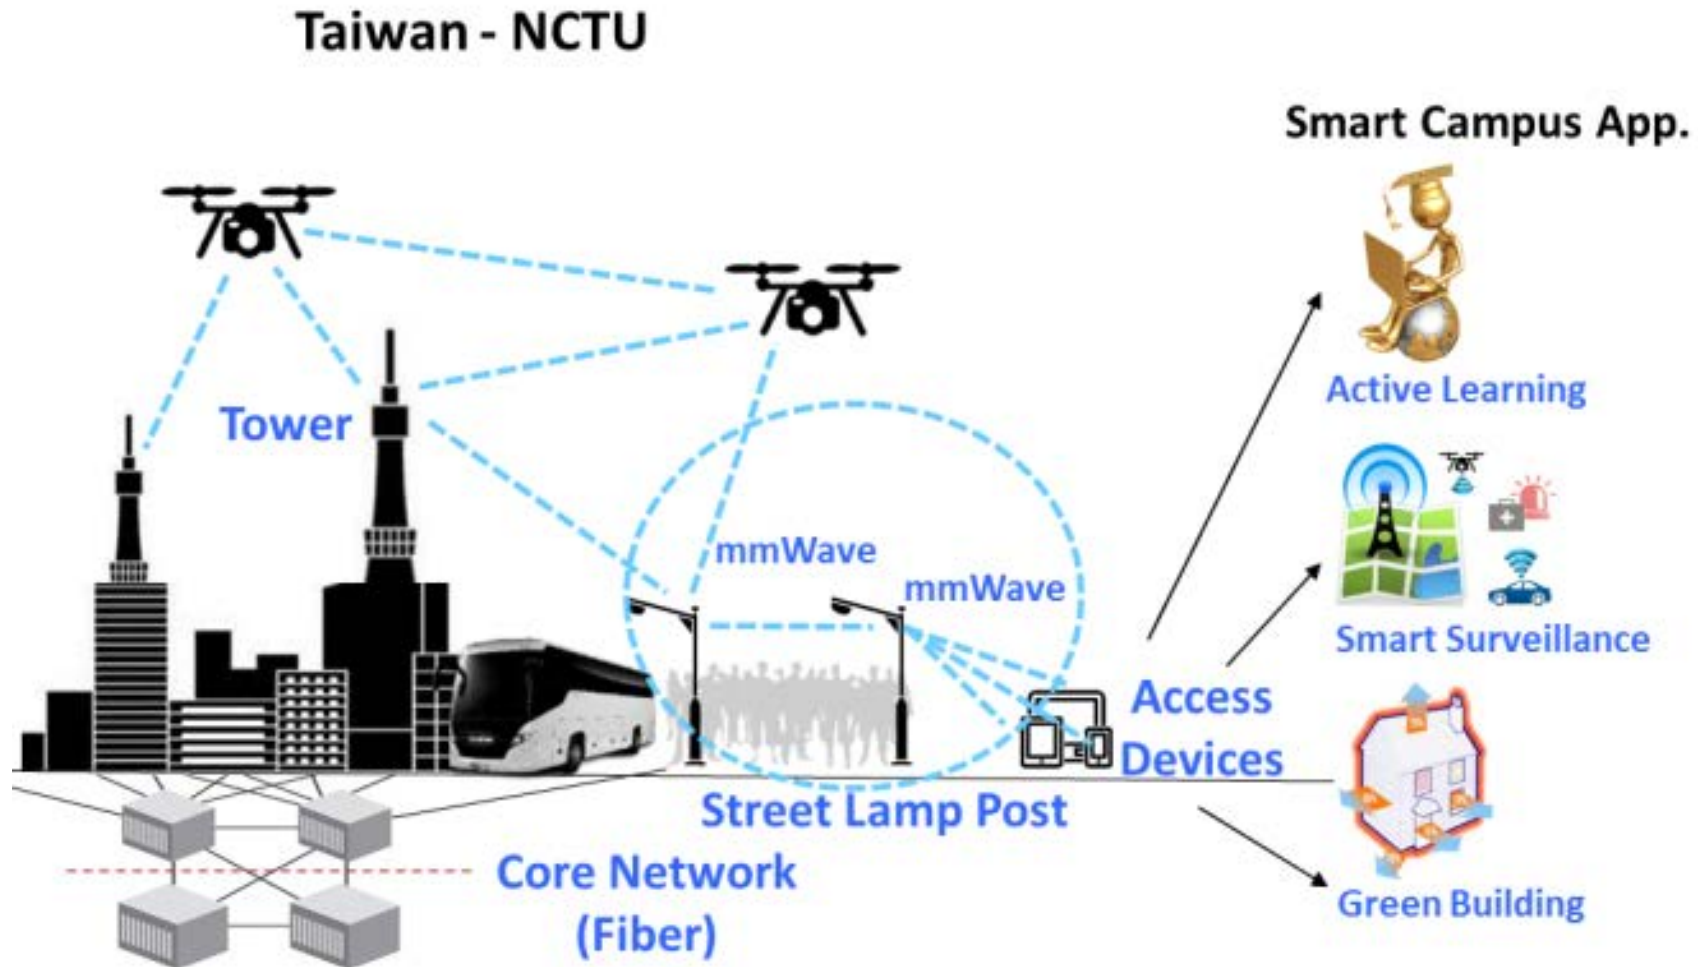 Taiwan - NCTU
Smart Campus App.
Active Learning
Tower
mmWave
mmWave
Smart Surveillance
Access
Devices
Street Lamp Post
Core Network
(Fiber)
Green Building